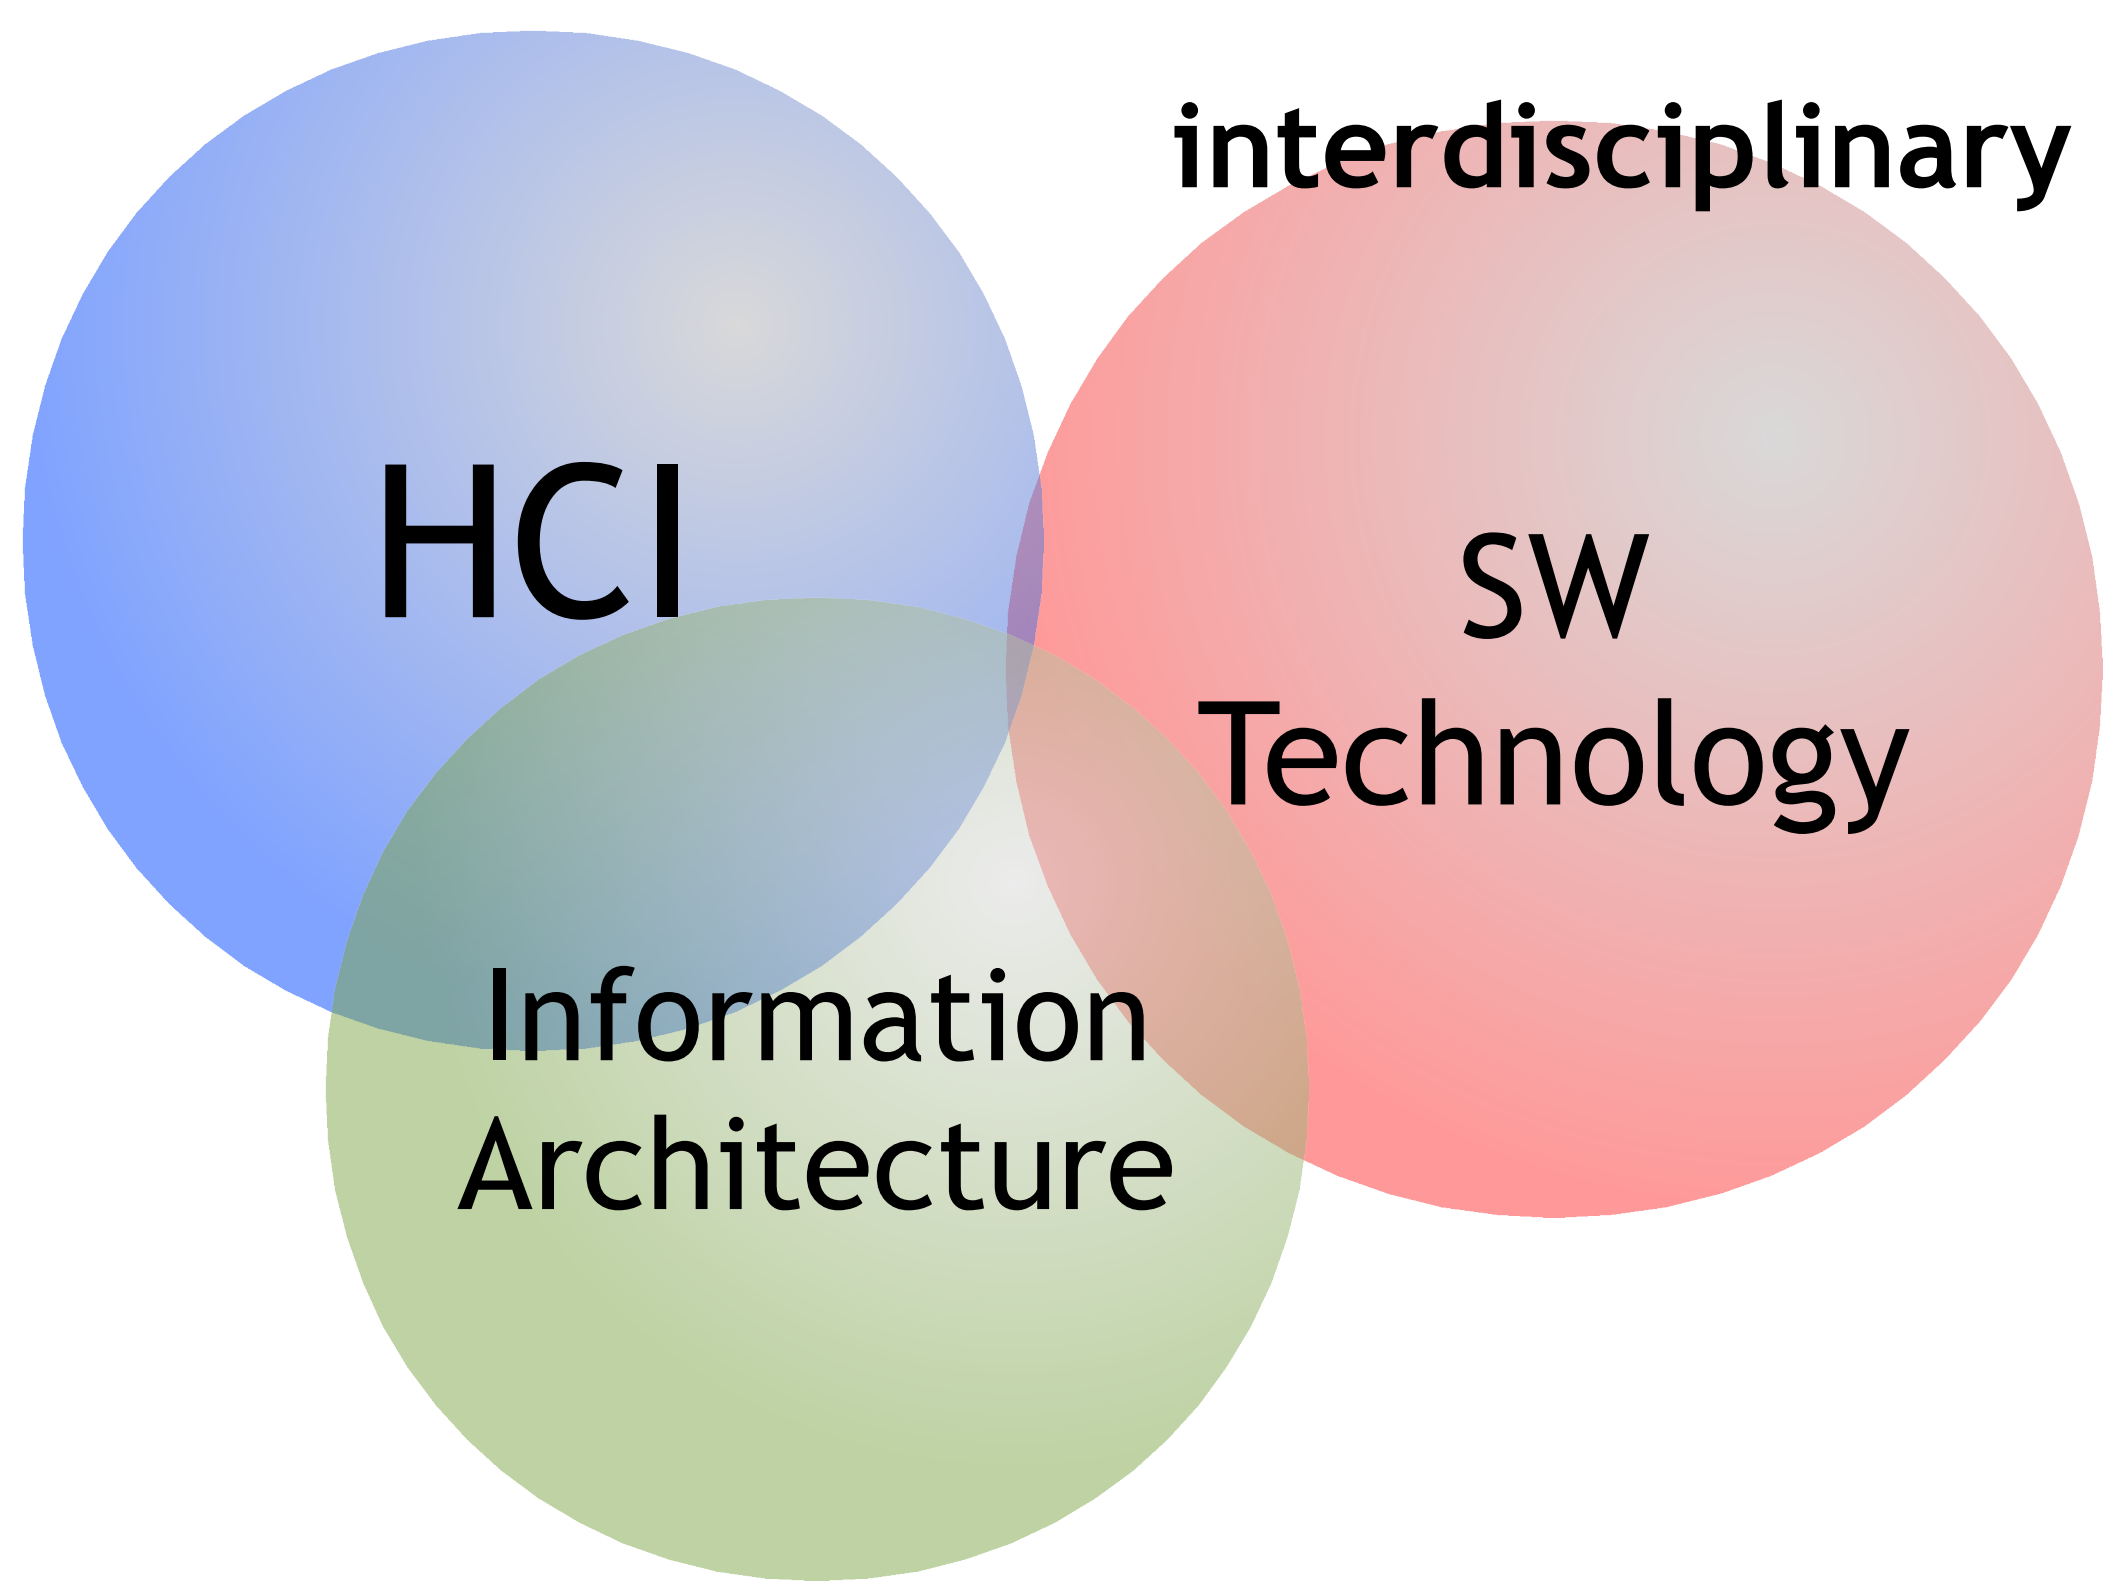 interdisciplinary
HCI
SW
Technology
Information
Architecture